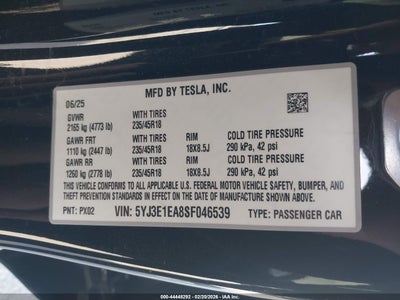 MFD BY TESLA, INC.
06/25
GVWR WITH TIRES
2165 kg (4773 lb) 235/45R18
GAWR FRT WITH TIRES RIM COLD TIRE PRESSURE
1110 kg (2447 lb) 235/45R18 18X8.5J 290 kPa, 42 psi
GAWR RR WITH TIRES RIM COLD TIRE PRESSURE
1260 kg (2778 lb) 235/45R18 18X8.5J 290 kPa, 42 psi
THIS VEHICLE CONFORMS TO ALL APPLICABLE U.S. FEDERAL MOTOR VEHICLE SAFETY, BUMPER, AND
THEFT PREVENTION STANDARDS IN EFFECT ON THE DATE OF MANUFACTURE SHOWN ABOVE.
PNT: PX02 VIN: 5YJ3E1EA8SF046539 TYPE: PASSENGER CAR
000-44448292 - 02/20/2026 - IAA Inc.